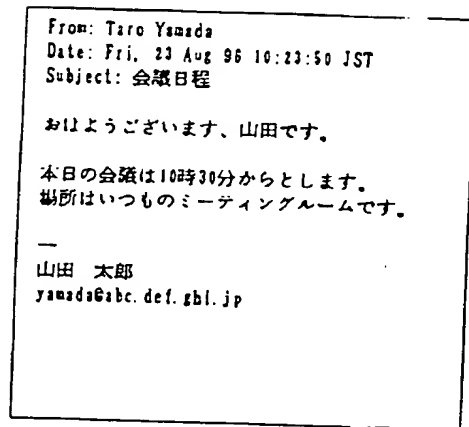 From: Taro Yamada
Date: Fri, 23 Aug 96 10:23:50 JST
Subject: 会議日程
おはようございます、山田です。
本日の会議は10時30分からとします。
場所はいつものミーティングルームです。
—
山田 太郎
yamada@abc.def.ghi.jp